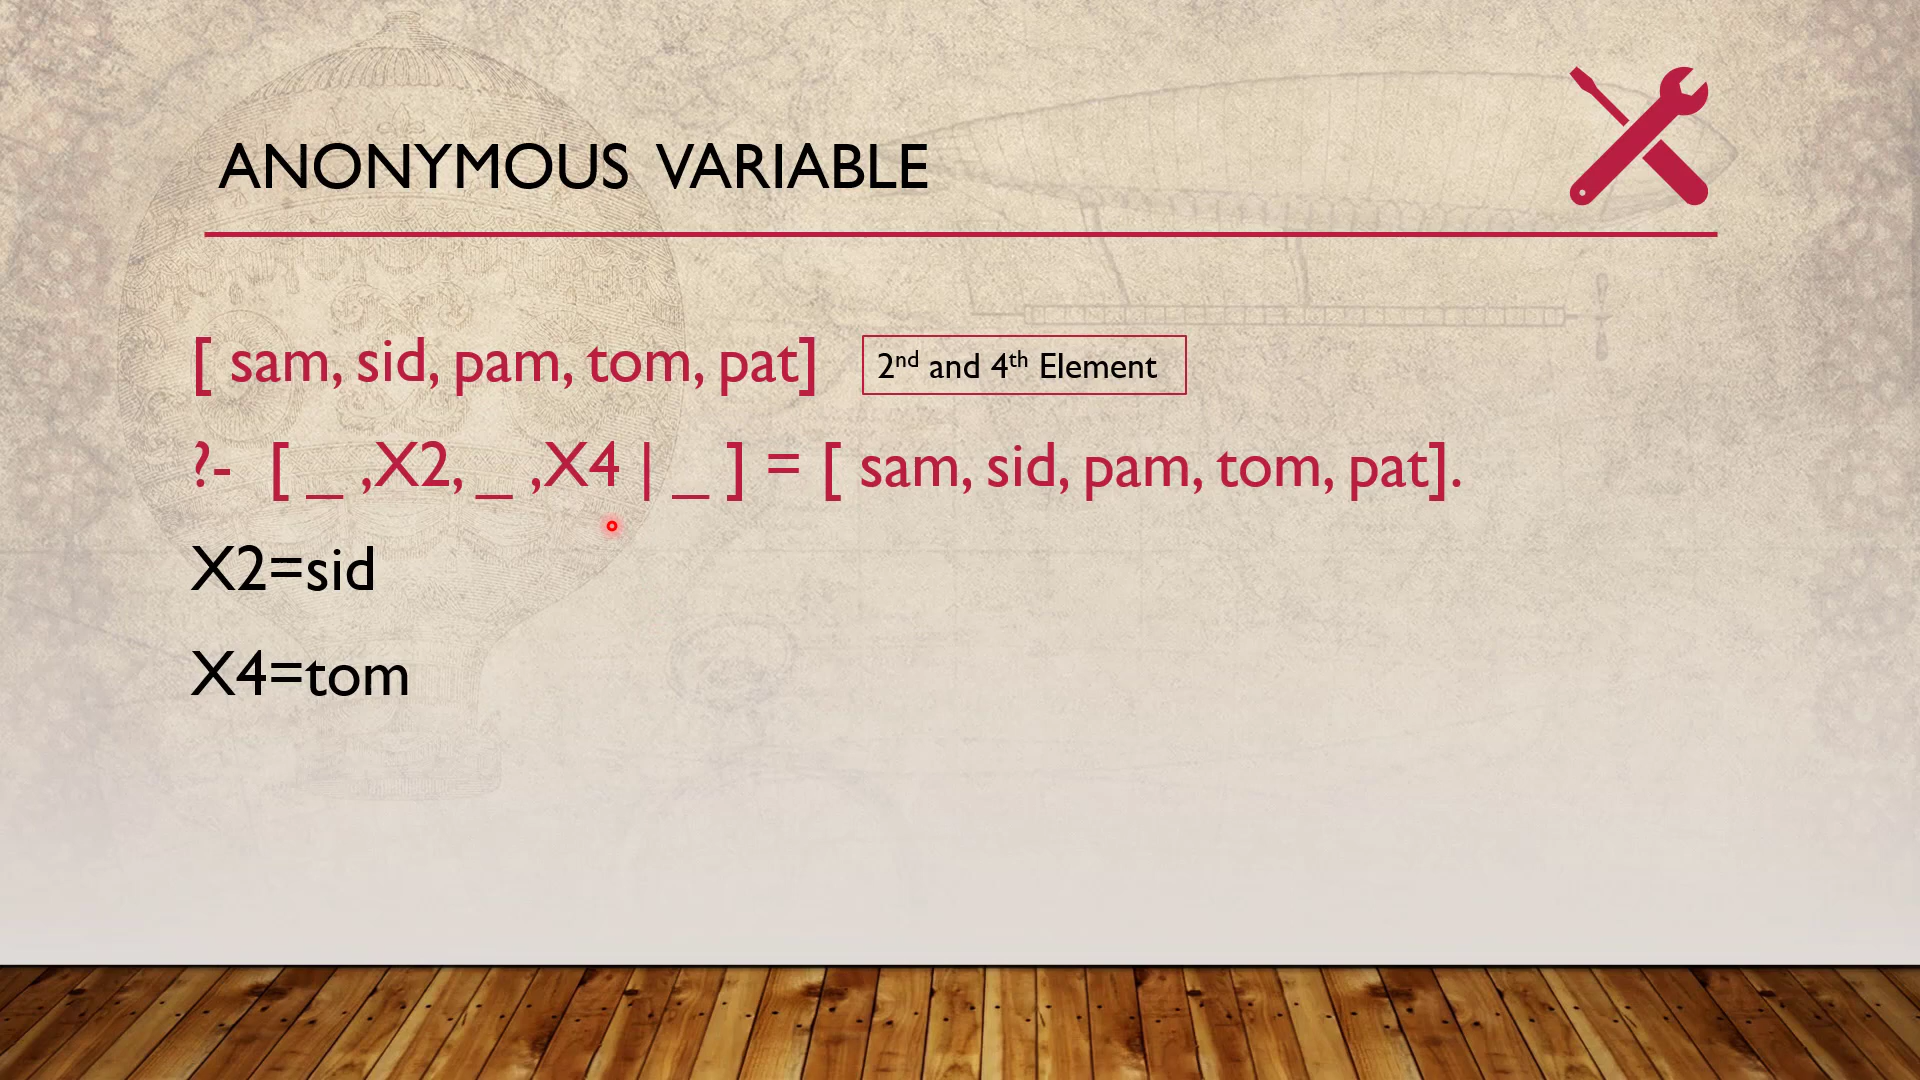 ANONYMOUS VARIABLE
[ sam, sid, pam, tom, pat] 2nd and 4th Element
?- [ _ ,X2, _ ,X4 | _ ] = [ sam, sid, pam, tom, pat].
X2=sid
X4=tom